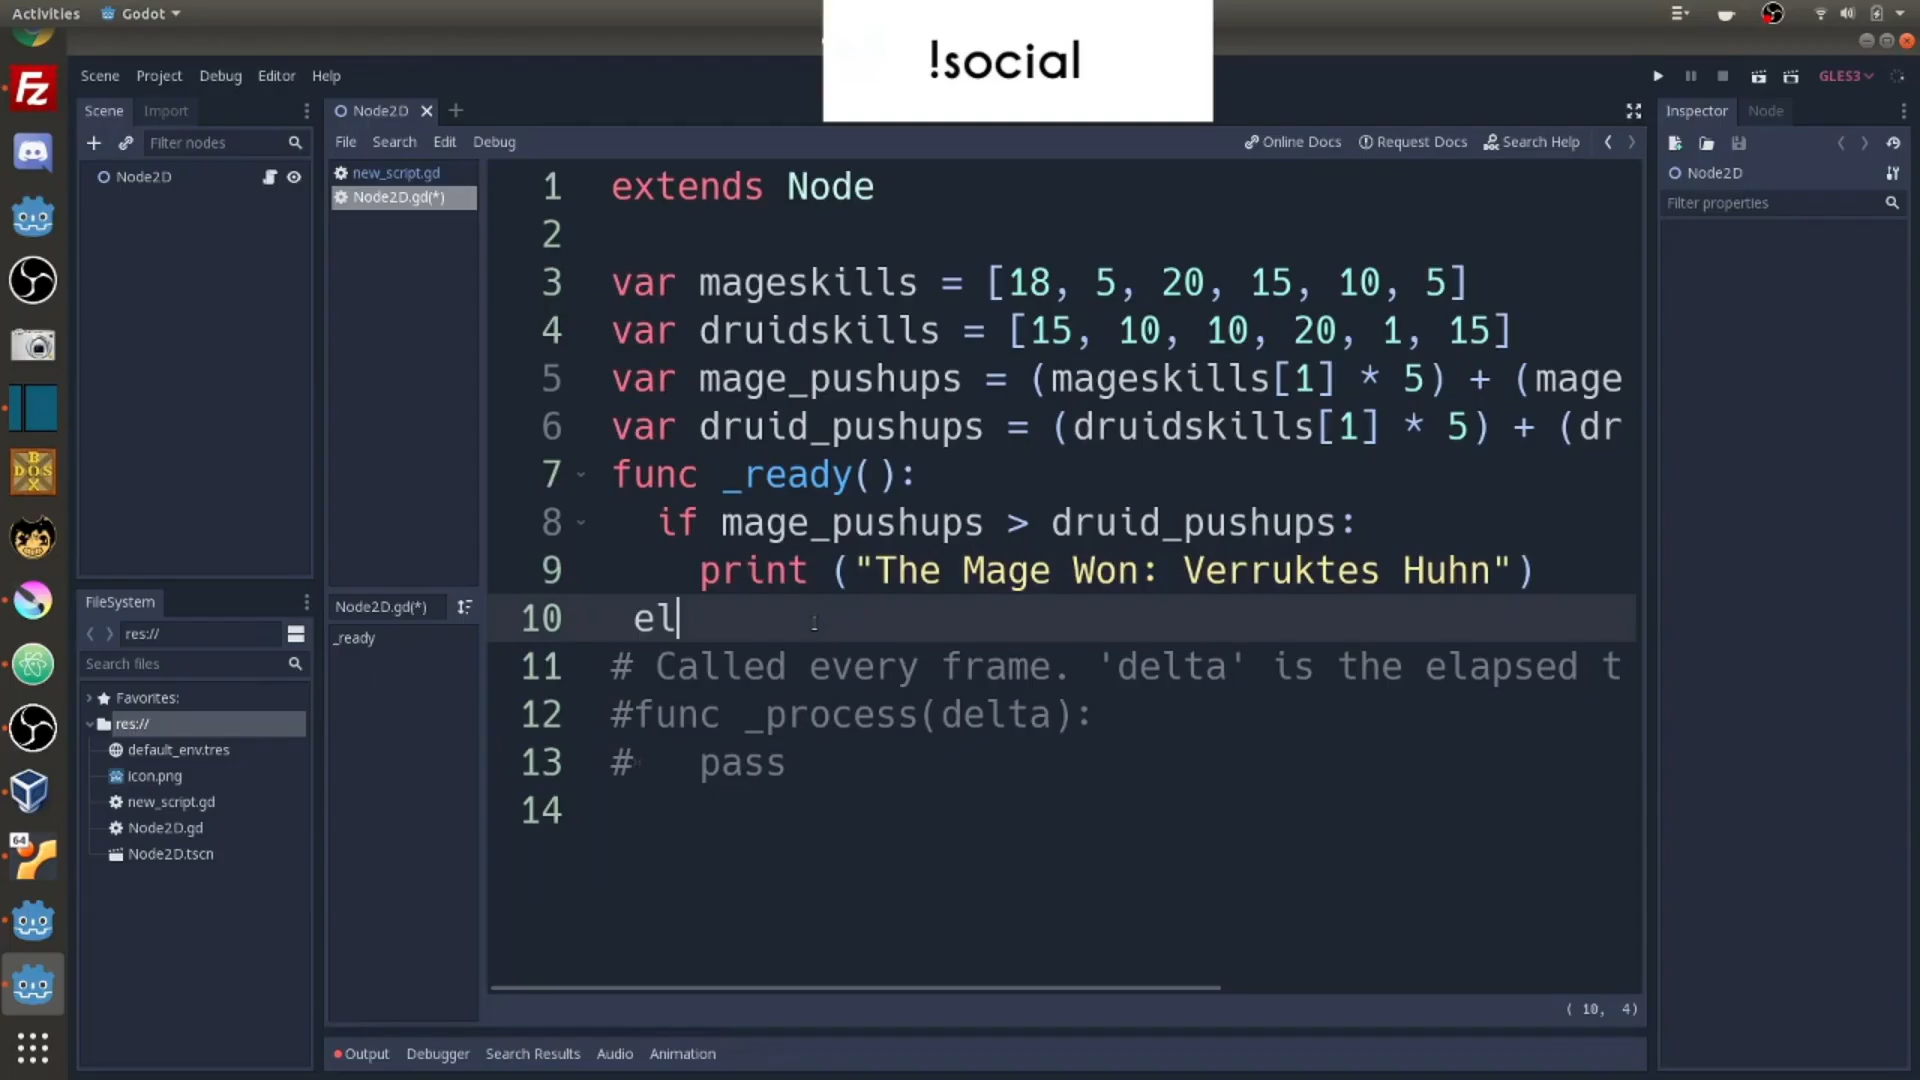 Activities Godot
!social
Scene Project Debug Editor Help
GLES3
Scene Import
Node2D
Inspector Node
Filter nodes
File Search Edit Debug
Online Docs Request Docs Search Help
Node2D
new_script.gd
Node2D.gd(*)
Node2D
Filter properties
1 extends Node
2
3 var mageskills = [18, 5, 20, 15, 10, 5]
4 var druidskills = [15, 10, 10, 20, 1, 15]
5 var mage_pushups = (mageskills[1] * 5) + (mage
6 var druid_pushups = (druidskills[1] * 5) + (dr
7 func _ready():
8 if mage_pushups > druid_pushups:
9 print ("The Mage Won: Verruktes Huhn")
10 el
11 # Called every frame. 'delta' is the elapsed t
12 #func _process(delta):
13 # pass
14
FileSystem
res://
Search files
Favorites:
res://
default_env.tres
icon.png
new_script.gd
Node2D.gd
Node2D.tscn
Node2D.gd(*)
_ready
( 10, 4)
Output Debugger Search Results Audio Animation
Fz
DOS
BOX
64